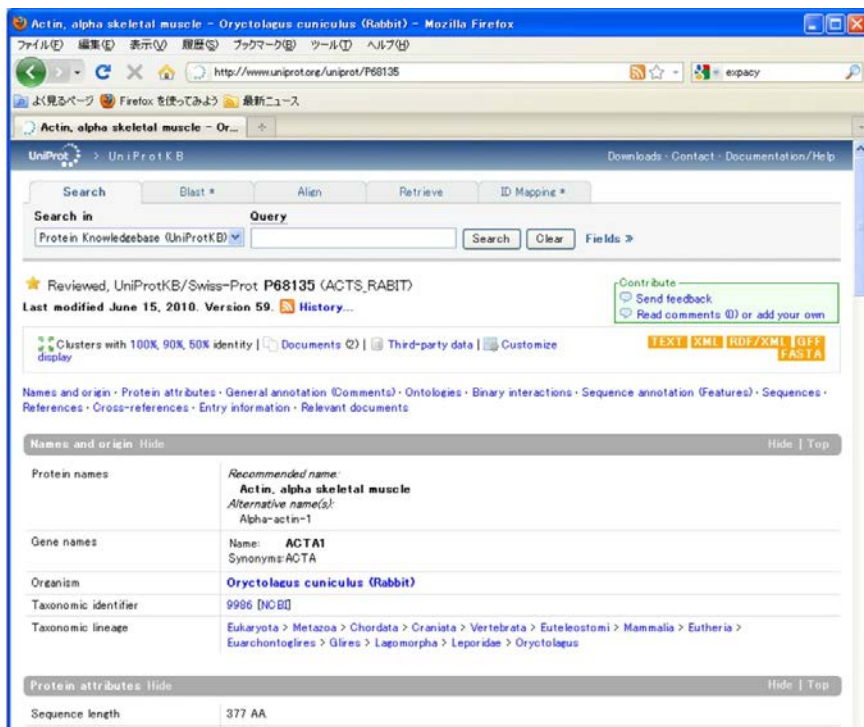 Actin, alpha skeletal muscle - Oryctolagus cuniculus (Rabbit) - Mozilla Firefox
ファイル(F) 編集(E) 表示(V) 履歴(S) ブックマーク(B) ツール(T) ヘルプ(H)
http://www.uniprot.org/uniprot/P68135 expacy
よく見るページ Firefox を使ってみよう 最新ニュース
Actin, alpha skeletal muscle - Or...
UniProt > UniProtKB Downloads · Contact · Documentation/Help
Search Blast * Align Retrieve ID Mapping *
Search in Query
Protein Knowledgebase (UniProtKB) Search Clear Fields »
Reviewed, UniProtKB/Swiss-Prot P68135 (ACTS_RABIT)
Last modified June 15, 2010. Version 59. History...
Contribute
Send feedback
Read comments (0) or add your own
Clusters with 100%, 90%, 50% identity | Documents (2) | Third-party data | Customize
display
TEXT XML RDF/XML GFF
FASTA
Names and origin · Protein attributes · General annotation (Comments) · Ontologies · Binary interactions · Sequence annotation (Features) · Sequences ·
References · Cross-references · Entry information · Relevant documents
Names and origin Hide Hide | Top
Protein names Recommended name:
Actin, alpha skeletal muscle
Alternative name(s):
Alpha-actin-1
Gene names Name: ACTA1
Synonyms:ACTA
Organism Oryctolagus cuniculus (Rabbit)
Taxonomic identifier 9986 [NCBI]
Taxonomic lineage Eukaryota > Metazoa > Chordata > Craniata > Vertebrata > Euteleostomi > Mammalia > Eutheria >
Euarchontoglires > Glires > Lagomorpha > Leporidae > Oryctolagus
Protein attributes Hide Hide | Top
Sequence length 377 AA